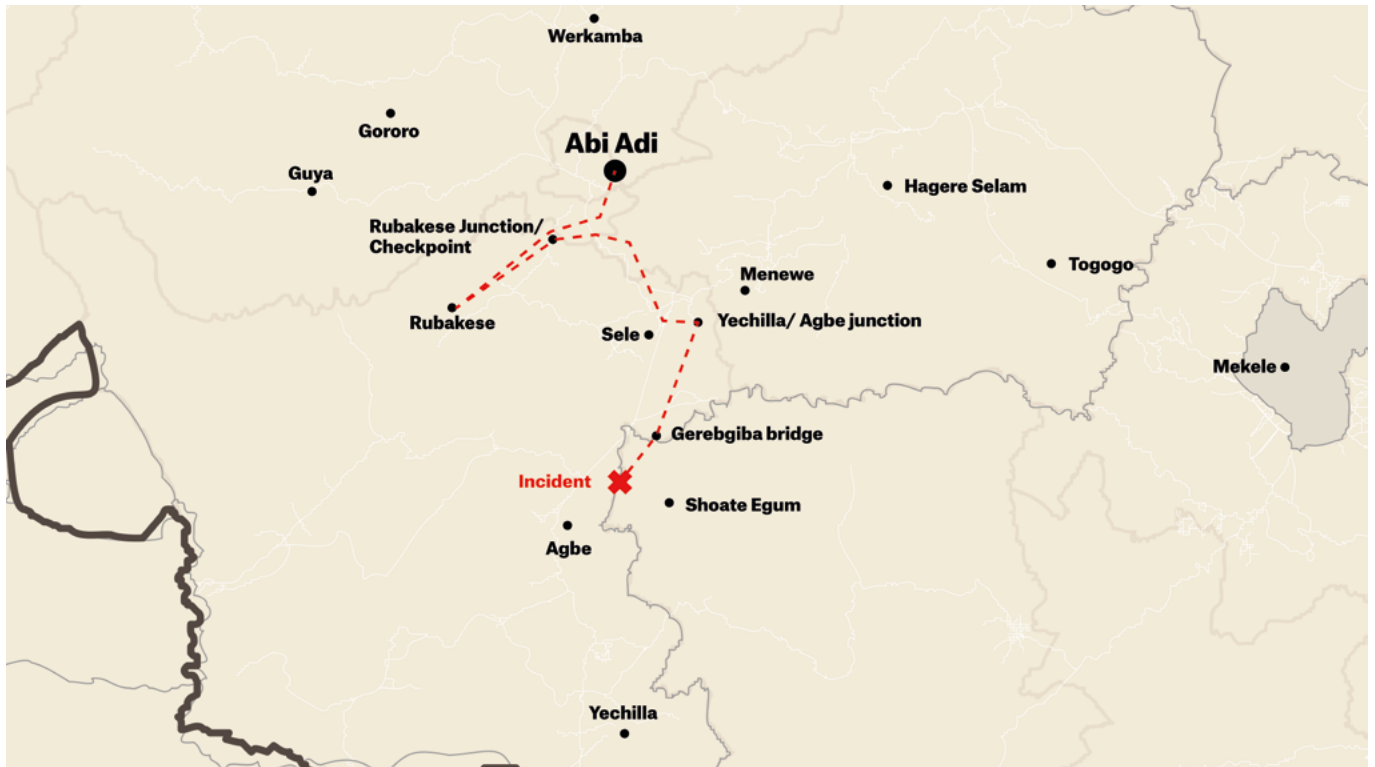 Werkamba
Gororo
Abi Adi
Guya
Hagere Selam
Rubakese Junction/
Checkpoint
Togogo
Menewe
Rubakese
Yechilla/ Agbe junction
Sele
Mekele
Gerebgiba bridge
Incident
Shoate Egum
Agbe
Yechilla